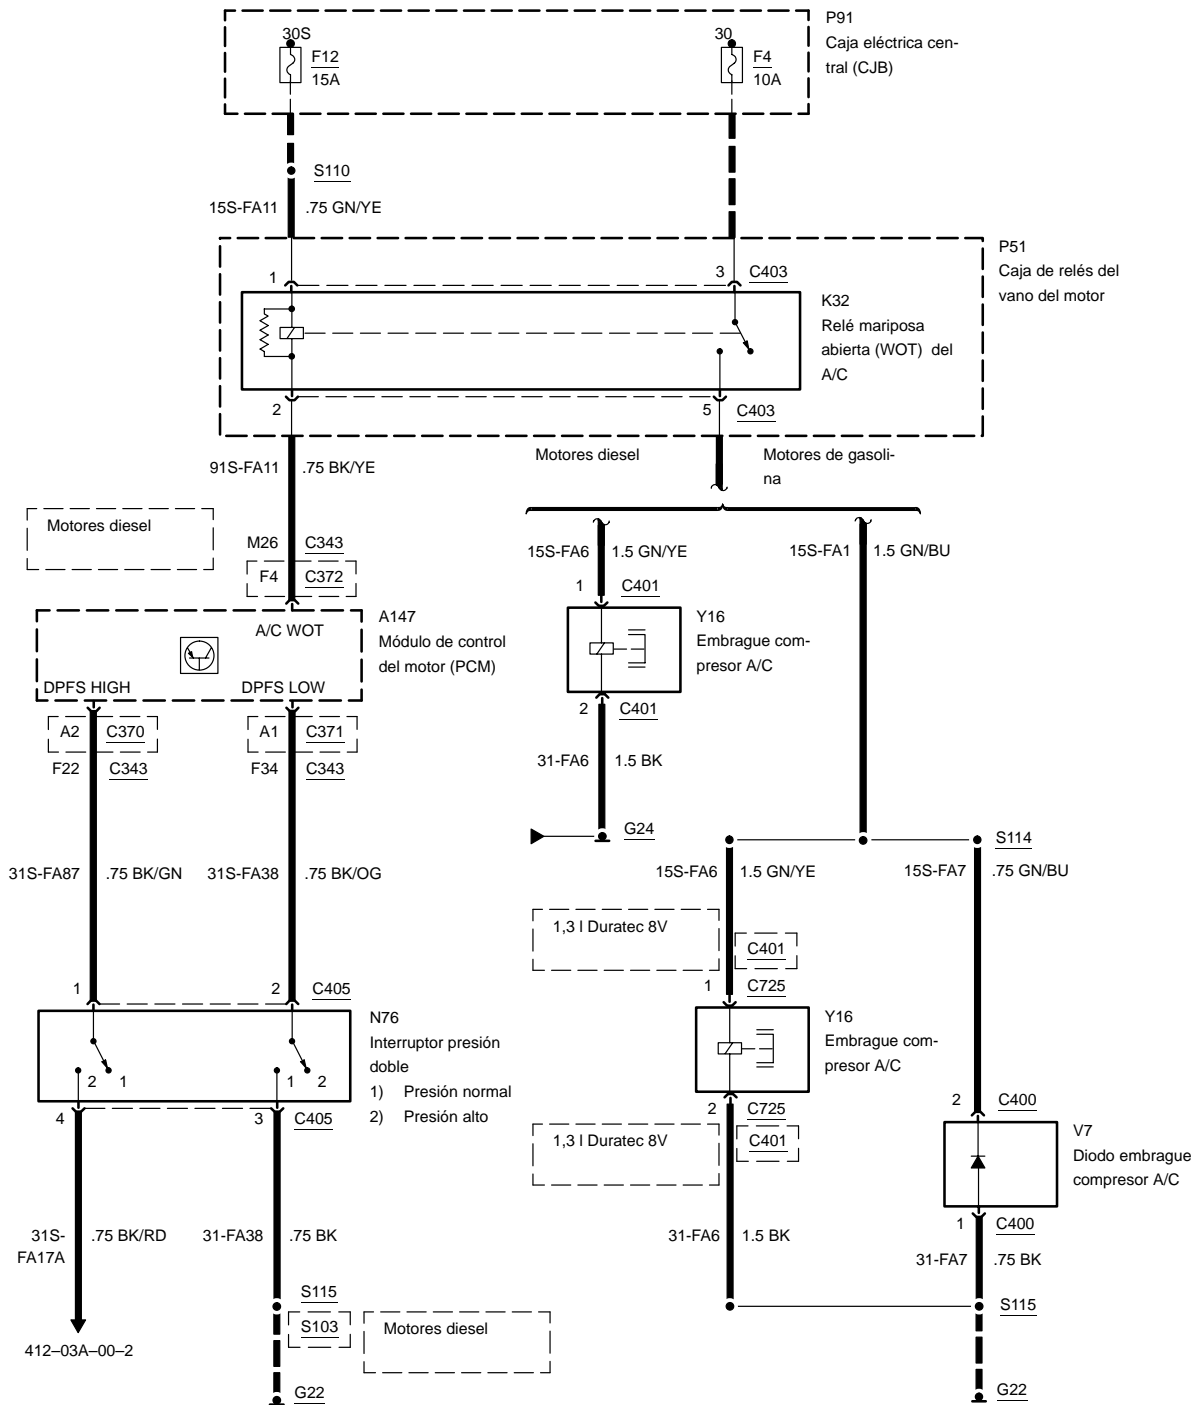 P91
30S
30
Caja eléctrica cen-
tral (CJB)
F12
15A
F4
10A
S110
15S-FA11
.75 GN/YE
P51
Caja de relés del
vano del motor
1
3
C403
K32
Relé mariposa
abierta (WOT) del
A/C
2
5
C403
Motores diesel
Motores de gasoli-
na
91S-FA11
.75 BK/YE
Motores diesel
M26
C343
F4
C372
15S-FA6
1.5 GN/YE
15S-FA1
1.5 GN/BU
1
C401
Y16
Embrague com-
presor A/C
2
C401
A/C WOT
A147
Módulo de control
del motor (PCM)
DPFS HIGH
DPFS LOW
A2
C370
A1
C371
F22
C343
F34
C343
31-FA6
1.5 BK
G24
S114
31S-FA87
.75 BK/GN
31S-FA38
.75 BK/OG
15S-FA6
1.5 GN/YE
15S-FA7
.75 GN/BU
1,3 l Duratec 8V
C401
1
C725
1
2
C405
N76
Interruptor presión
doble
1) Presión normal
2) Presión alto
2
1
1
2
4
3
C405
Y16
Embrague com-
presor A/C
2
C725
1,3 l Duratec 8V
C401
2
C400
V7
Diodo embrague
compresor A/C
1
C400
31S-
FA17A
.75 BK/RD
31-FA38
.75 BK
31-FA6
1.5 BK
31-FA7
.75 BK
S115
S103
Motores diesel
S115
412–03A–00–2
G22
G22